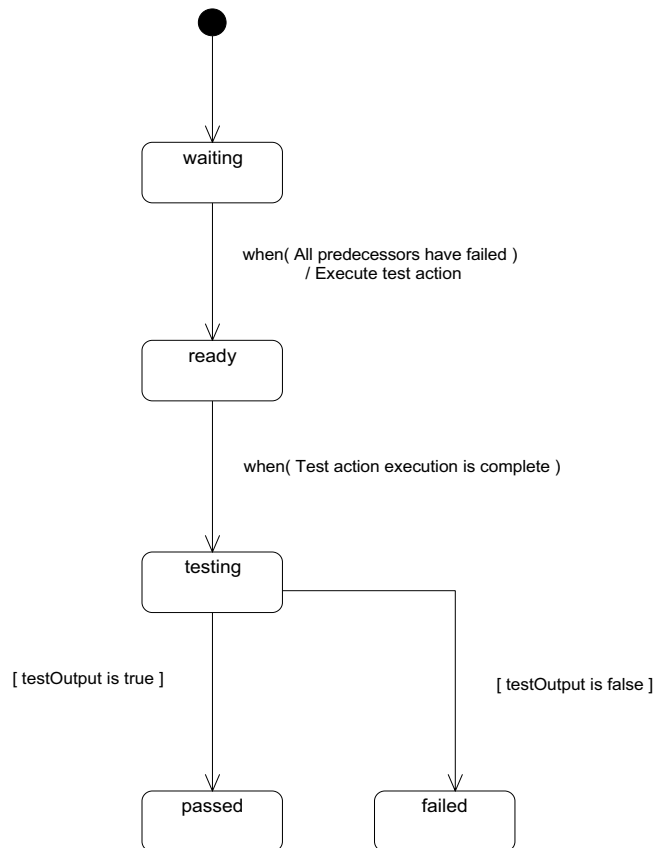 waiting
when( All predecessors have failed )
/ Execute test action
ready
when( Test action execution is complete )
testing
[ testOutput is true ]
[ testOutput is false ]
passed
failed